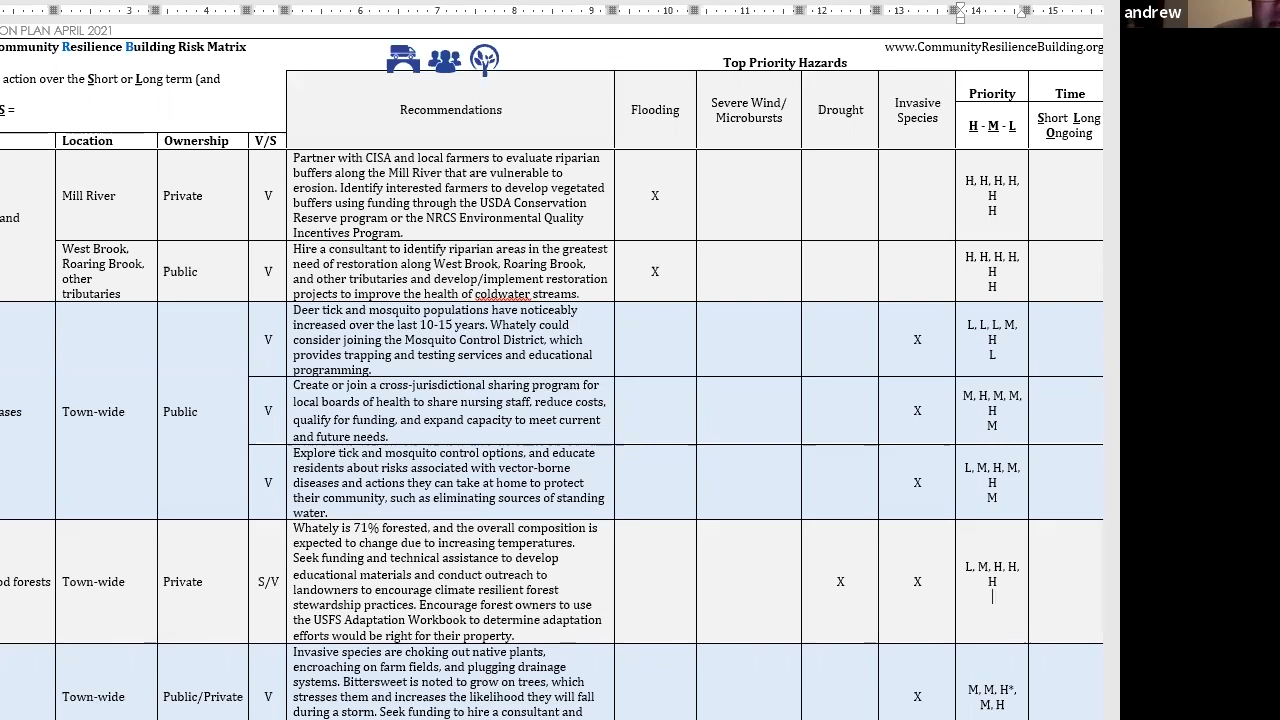 3 4 5 6 7 8 9 10 11 12 13 14 15
andrew
ON PLAN APRIL 2021
ommunity Resilience Building Risk Matrix
www.CommunityResilienceBuilding.org
Top Priority Hazards
action over the Short or Long term (and
S =
Recommendations
Flooding
Severe Wind/
Microbursts
Drought
Invasive
Species
Priority
H - M - L
Time
Short Long
Ongoing
Location Ownership V/S
and
Mill River
Private
V
Partner with CISA and local farmers to evaluate riparian
buffers along the Mill River that are vulnerable to
erosion. Identify interested farmers to develop vegetated
buffers using funding through the USDA Conservation
Reserve program or the NRCS Environmental Quality
Incentives Program.
X
H, H, H, H,
H
H
West Brook,
Roaring Brook,
other
tributaries
Public
V
Hire a consultant to identify riparian areas in the greatest
need of restoration along West Brook, Roaring Brook,
and other tributaries and develop/implement restoration
projects to improve the health of coldwater streams.
X
H, H, H, H,
H
H
ases
Town-wide
Public
V
Deer tick and mosquito populations have noticeably
increased over the last 10-15 years. Whately could
consider joining the Mosquito Control District, which
provides trapping and testing services and educational
programming.
X
L, L, L, M,
H
L
V
Create or join a cross-jurisdictional sharing program for
local boards of health to share nursing staff, reduce costs,
qualify for funding, and expand capacity to meet current
and future needs.
X
M, H, M, M,
H
M
V
Explore tick and mosquito control options, and educate
residents about risks associated with vector-borne
diseases and actions they can take at home to protect
their community, such as eliminating sources of standing
water.
X
L, M, H, M,
H
M
od forests
Town-wide
Private
S/V
Whately is 71% forested, and the overall composition is
expected to change due to increasing temperatures.
Seek funding and technical assistance to develop
educational materials and conduct outreach to
landowners to encourage climate resilient forest
stewardship practices. Encourage forest owners to use
the USFS Adaptation Workbook to determine adaptation
efforts would be right for their property.
X
X
L, M, H, H,
H
Town-wide
Public/Private
V
Invasive species are choking out native plants,
encroaching on farm fields, and plugging drainage
systems. Bittersweet is noted to grow on trees, which
stresses them and increases the likelihood they will fall
during a storm. Seek funding to hire a consultant and
X
M, M, H*,
M, H